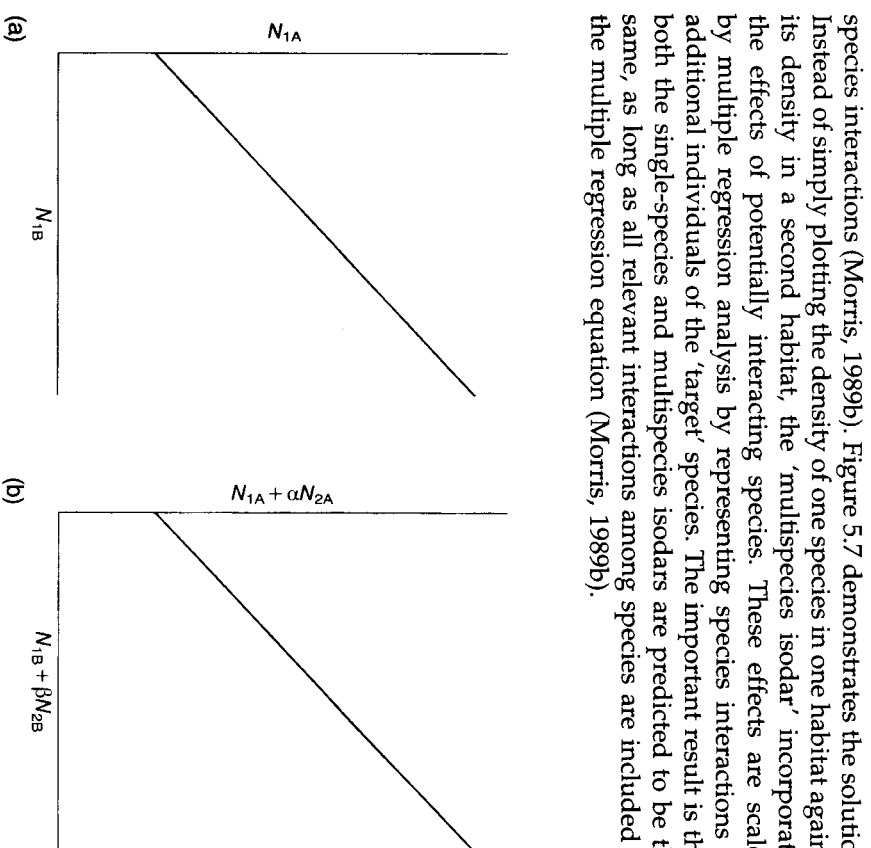 species interactions (Morris, 1989b). Figure 5.7 demonstrates the solutio
Instead of simply plotting the density of one species in one habitat again
its density in a second habitat, the 'multispecies isodar' incorporat
the effects of potentially interacting species. These effects are scale
by multiple regression analysis by representing species interactions
additional individuals of the 'target' species. The important result is th
both the single-species and multispecies isodars are predicted to be t
same, as long as all relevant interactions among species are included
the multiple regression equation (Morris, 1989b).
N1A
N1B
(a)
N1A + αN2A
N1B + βN2B
(b)